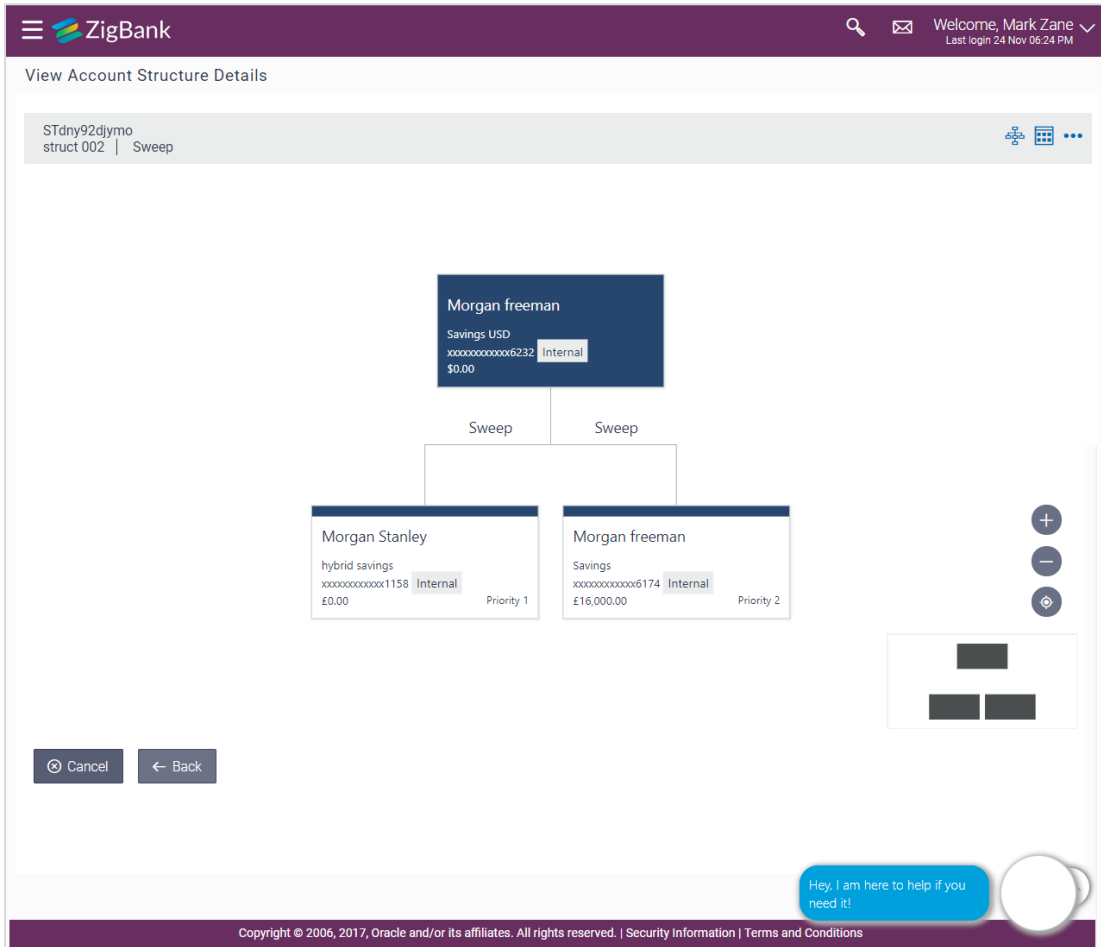 ZigBank
Welcome, Mark Zane
Last login 24 Nov 06:24 PM
View Account Structure Details
STdny92djymo
struct 002 | Sweep
Morgan freeman
Savings USD
xxxxxxxxxxxx6232 Internal
$0.00
Sweep Sweep
Morgan Stanley
hybrid savings
xxxxxxxxxxxx1158 Internal
£0.00 Priority 1
Morgan freeman
Savings
xxxxxxxxxxxx6174 Internal
£16,000.00 Priority 2
Cancel Back
Hey, I am here to help if you
need it!
Copyright © 2006, 2017, Oracle and/or its affiliates. All rights reserved. | Security Information | Terms and Conditions